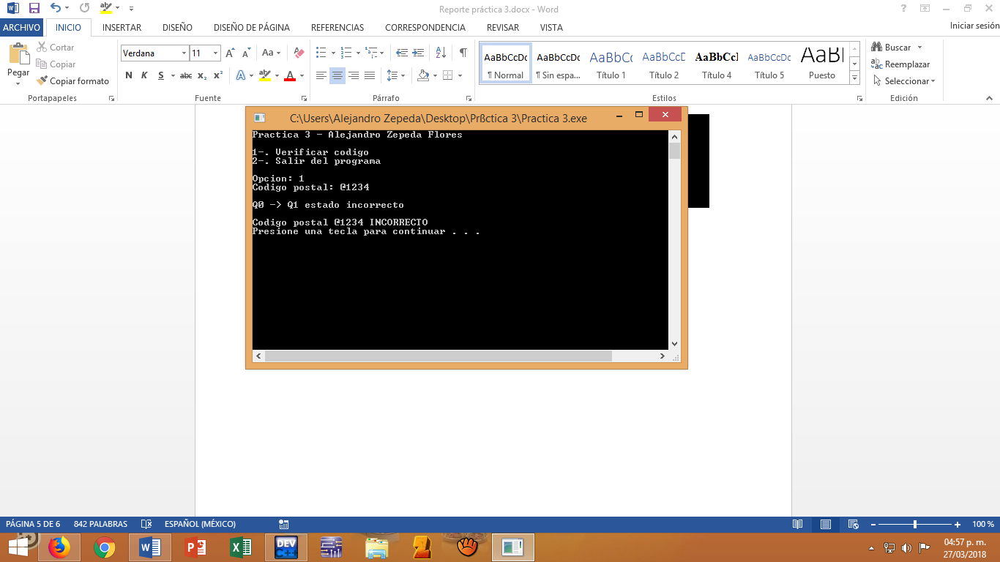 Reporte práctica 3.docx - Word
ARCHIVO INICIO INSERTAR DISEÑO DISEÑO DE PÁGINA REFERENCIAS CORRESPONDENCIA REVISAR VISTA Iniciar sesión
Pegar
Cortar
Copiar
Copiar formato
Portapapeles
Verdana 11
N K S abc x₂ x²
Fuente
Párrafo
AaBbCcDc AaBbCcDc AaBbCc AaBbCcD AaBbCcI AaBbCcDc AaBl
¶ Normal ¶ Sin espa... Título 1 Título 2 Título 4 Título 5 Puesto
Estilos
Buscar
Reemplazar
Seleccionar
Edición
C:\Users\Alejandro Zepeda\Desktop\Prßctica 3\Practica 3.exe
Practica 3 - Alejandro Zepeda Flores
1-. Verificar codigo
2-. Salir del programa
Opcion: 1
Codigo postal: @1234
Q0 -> Q1 estado incorrecto
Codigo postal @1234 INCORRECTO
Presione una tecla para continuar . . .
PÁGINA 5 DE 6 842 PALABRAS ESPAÑOL (MÉXICO) 100 %
DEV C++
04:57 p. m.
27/03/2018